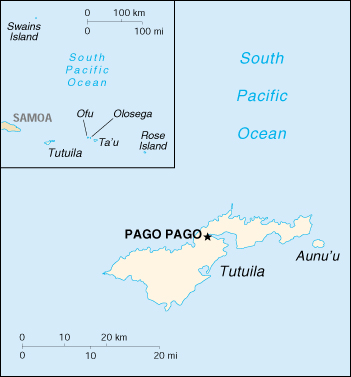 Swains
Island
0 100 km
0 100 mi
South
Pacific
Ocean
SAMOA
Ofu
Olosega
Ta'u
Tutuila
Rose
Island
South
Pacific
Ocean
PAGO PAGO
Aunu'u
Tutuila
0 10 20 km
0 10 20 mi